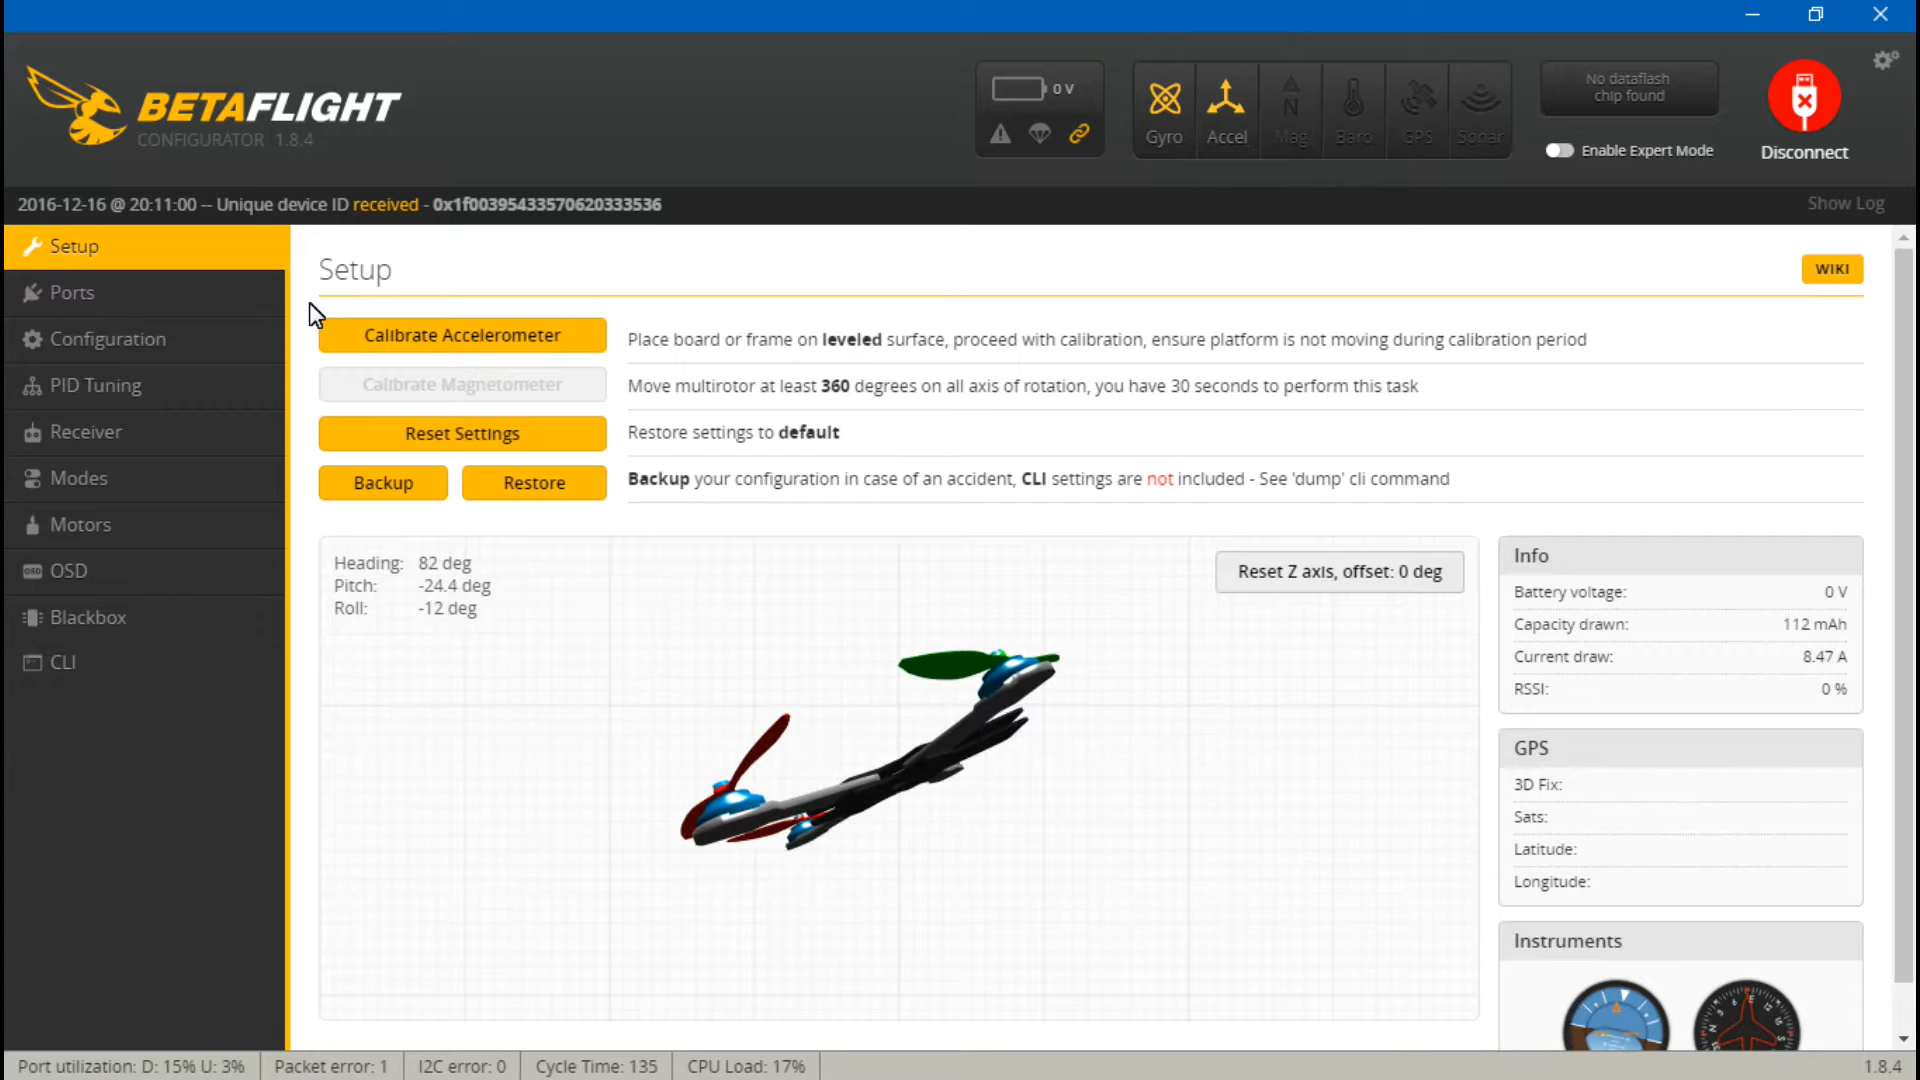 BETAFLIGHT
CONFIGURATOR 1.8.4
0 V
Gyro
Accel
Mag
Baro
GPS
Sonar
No dataflash
chip found
Enable Expert Mode
Disconnect
2016-12-16 @ 20:11:00 -- Unique device ID received - 0x1f00395433570620333536
Show Log
Setup
Ports
Configuration
PID Tuning
Receiver
Modes
Motors
OSD
OSD
Blackbox
CLI
Setup
WIKI
Calibrate Accelerometer
Place board or frame on leveled surface, proceed with calibration, ensure platform is not moving during calibration period
Calibrate Magnetometer
Move multirotor at least 360 degrees on all axis of rotation, you have 30 seconds to perform this task
Reset Settings
Restore settings to default
Backup
Restore
Backup your configuration in case of an accident, CLI settings are not included - See 'dump' cli command
Heading: 82 deg
Pitch: -24.4 deg
Roll: -12 deg
Reset Z axis, offset: 0 deg
Info
Battery voltage: 0 V
Capacity drawn: 112 mAh
Current draw: 8.47 A
RSSI: 0 %
GPS
3D Fix:
Sats:
Latitude:
Longitude:
Instruments
Port utilization: D: 15% U: 3%
Packet error: 1
I2C error: 0
Cycle Time: 135
CPU Load: 17%
1.8.4